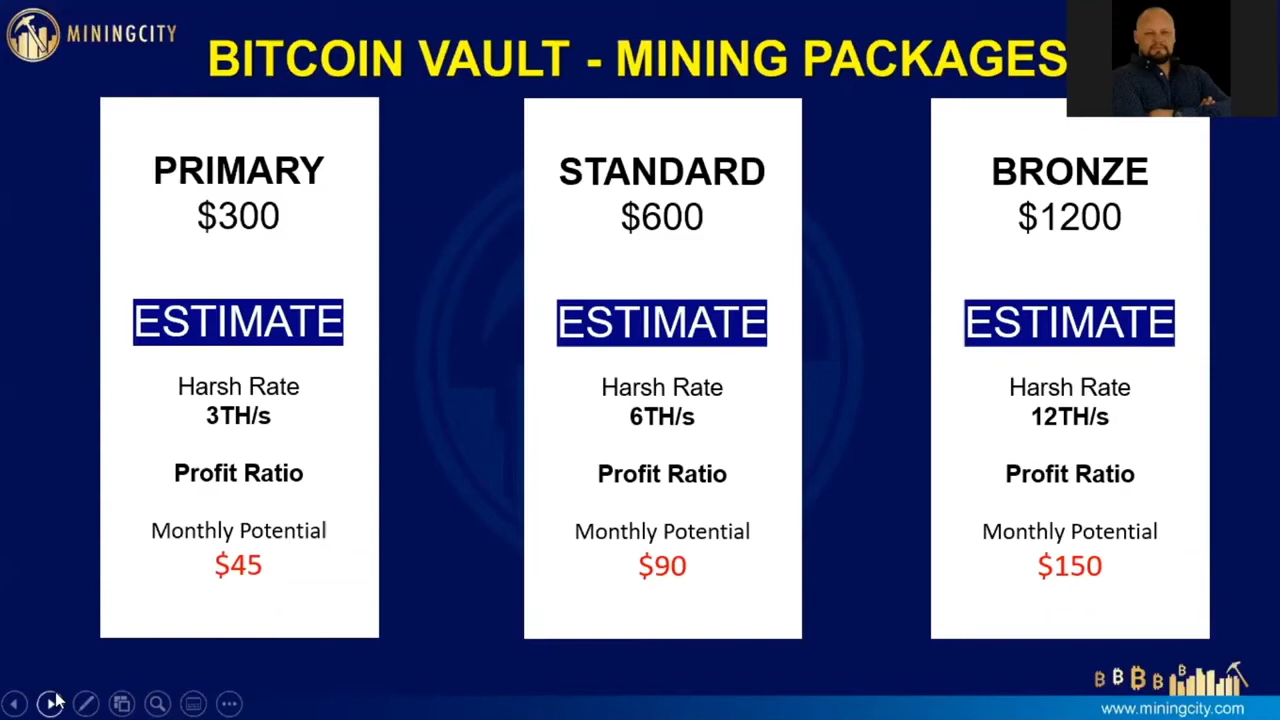 MININGCITY
BITCOIN VAULT - MINING PACKAGES
PRIMARY
$300
ESTIMATE
Harsh Rate
3TH/s
Profit Ratio
Monthly Potential
$45
STANDARD
$600
ESTIMATE
Harsh Rate
6TH/s
Profit Ratio
Monthly Potential
$90
BRONZE
$1200
ESTIMATE
Harsh Rate
12TH/s
Profit Ratio
Monthly Potential
$150
www.miningcity.com